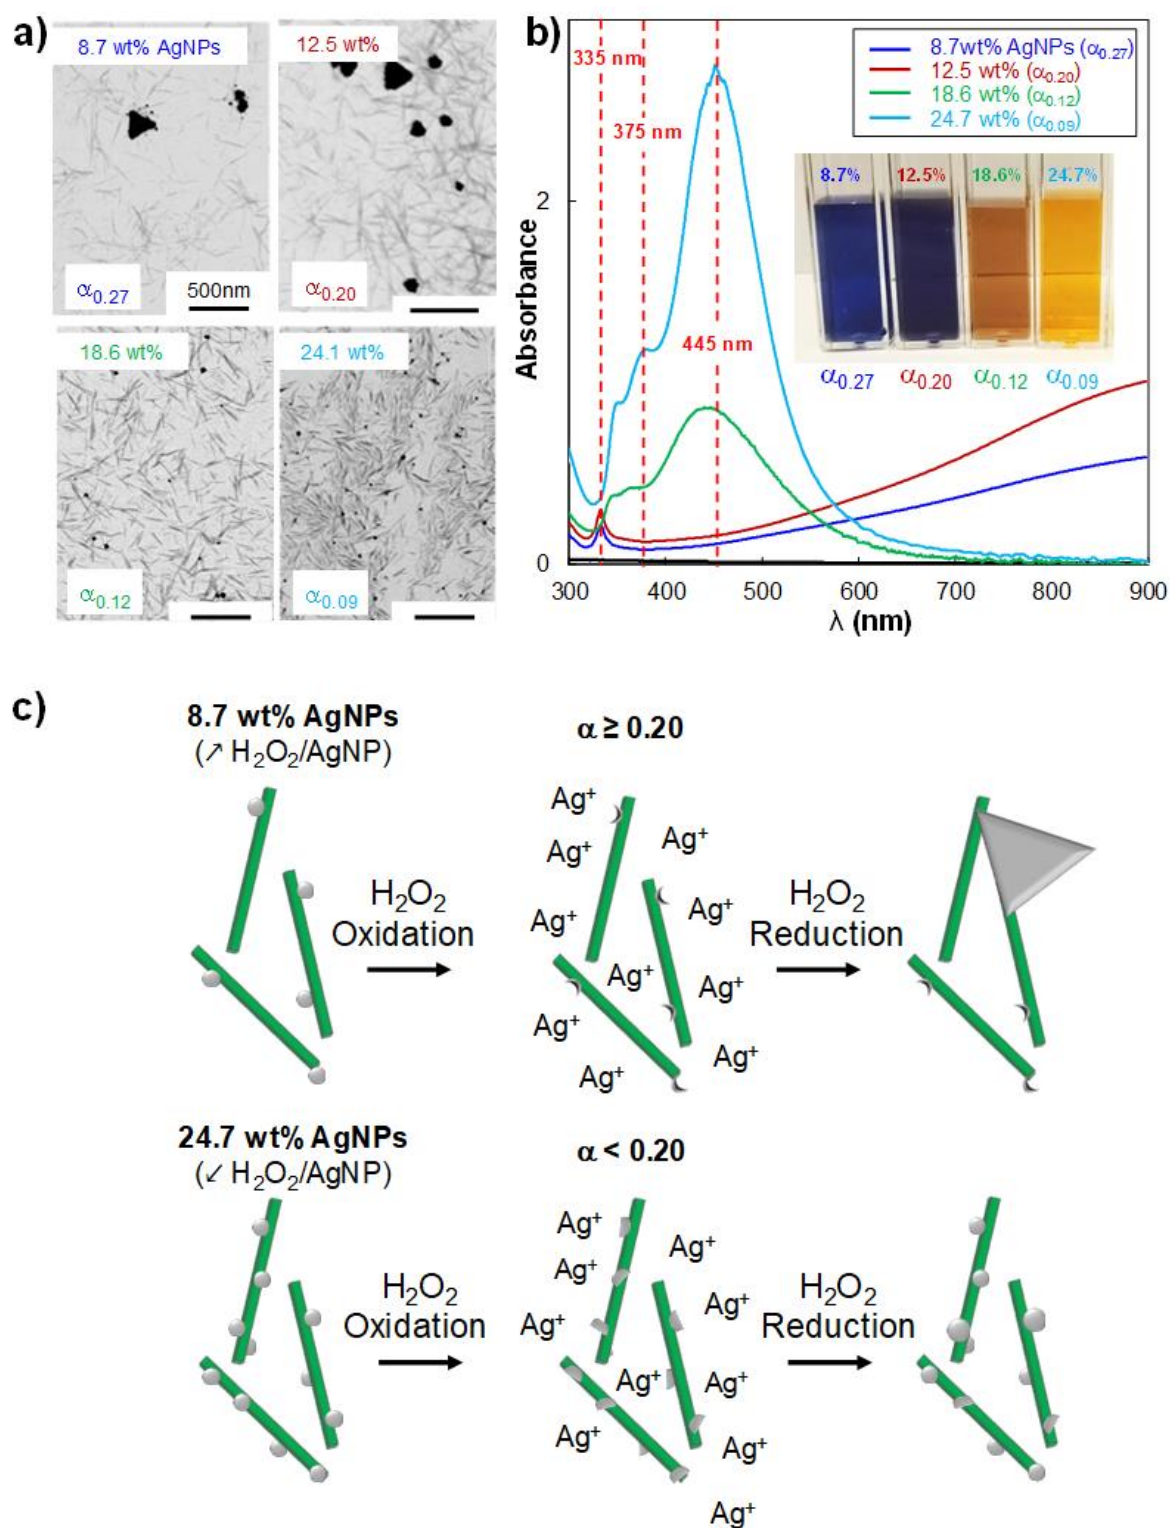 a)
8.7 wt% AgNPs
12.5 wt%
α0.27
500nm
α0.20
18.6 wt%
24.1 wt%
α0.12
α0.09
b)
335 nm
375 nm
445 nm
8.7wt% AgNPs (α0.27)
12.5 wt% (α0.20)
18.6 wt% (α0.12)
24.7 wt% (α0.09)
8.7%
12.5%
18.6%
24.7%
α0.27
α0.20
α0.12
α0.09
Absorbance
2
0
300
400
500
600
700
800
900
λ (nm)
c)
8.7 wt% AgNPs
(↗ H2O2/AgNP)
α ≥ 0.20
Ag+
Ag+
Ag+
Ag+
Ag+
Ag+
Ag+
Ag+
Ag+
Ag+
H2O2
Oxidation
H2O2
Reduction
24.7 wt% AgNPs
(↙ H2O2/AgNP)
α < 0.20
Ag+
Ag+
Ag+
Ag+
Ag+
Ag+
Ag+
Ag+
Ag+
Ag+
H2O2
Oxidation
H2O2
Reduction